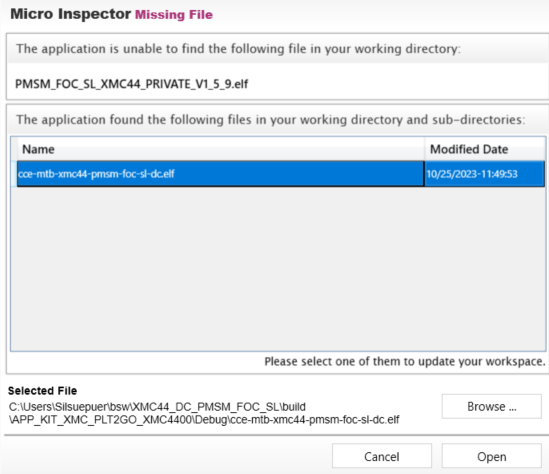 Micro Inspector Missing File
The application is unable to find the following file in your working directory:
PMSM_FOC_SL_XMC44_PRIVATE_V1_5_9.elf
The application found the following files in your working directory and sub-directories:
Name Modified Date
cce-mtb-xmc44-pmsm-foc-sl-dc.elf 10/25/2023-11:49:53
Please select one of them to update your workspace.
Selected File
C:\Users\Silsuepuer\bsw\XMC44_DC_PMSM_FOC_SL\build
\APP_KIT_XMC_PLT2GO_XMC4400\Debug\cce-mtb-xmc44-pmsm-foc-sl-dc.elf
Browse ...
Cancel Open